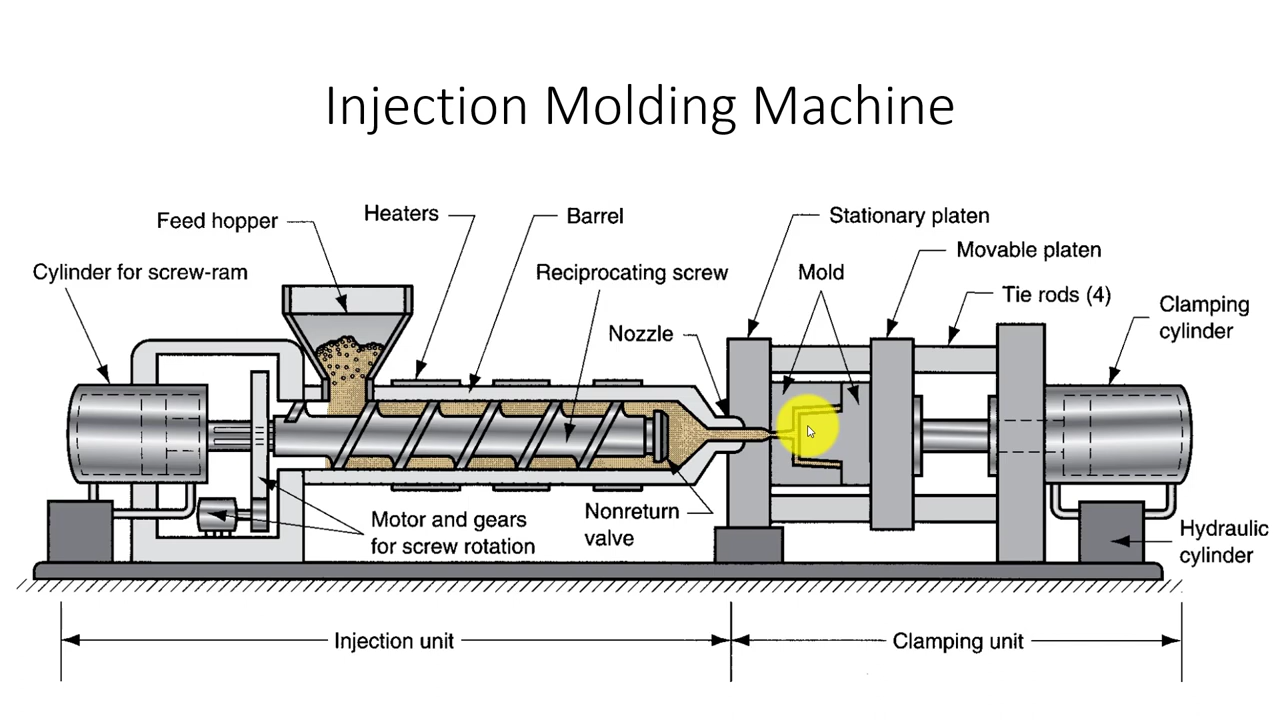 Injection Molding Machine
Feed hopper
Heaters
Barrel
Stationary platen
Movable platen
Cylinder for screw-ram
Reciprocating screw
Mold
Tie rods (4)
Clamping
cylinder
Nozzle
Motor and gears
for screw rotation
Nonreturn
valve
Hydraulic
cylinder
Injection unit
Clamping unit